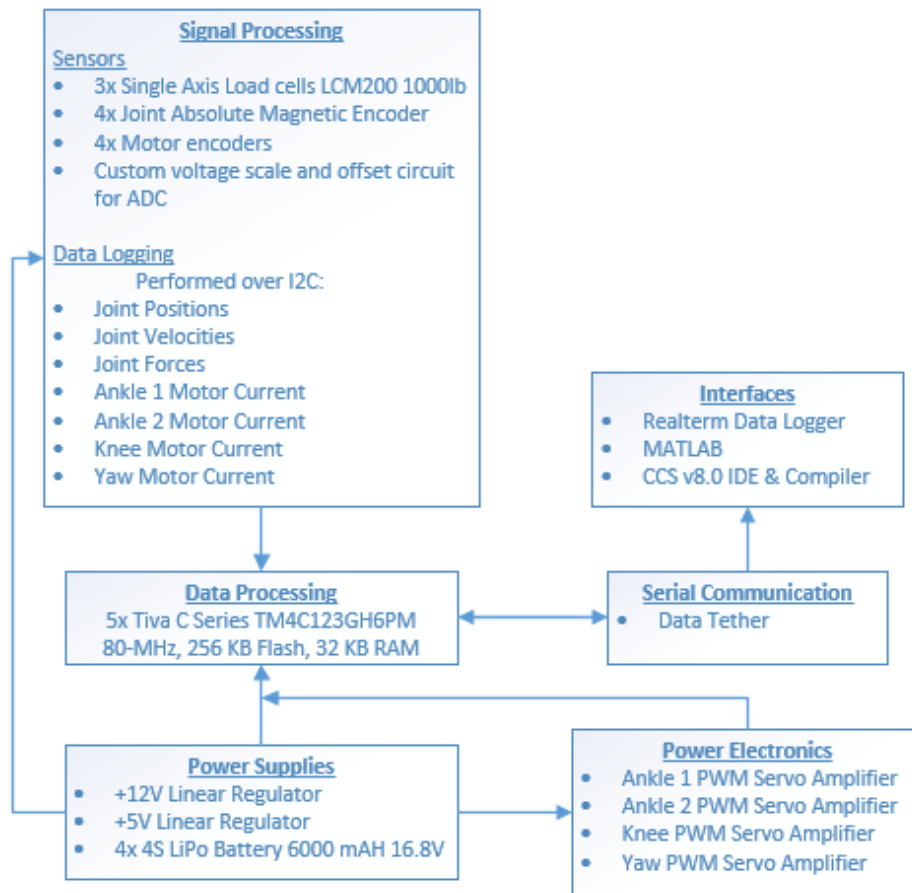 Signal Processing
Sensors
• 3x Single Axis Load cells LCM200 1000lb
• 4x Joint Absolute Magnetic Encoder
• 4x Motor encoders
• Custom voltage scale and offset circuit
for ADC
Data Logging
Performed over I2C:
• Joint Positions
• Joint Velocities
• Joint Forces
• Ankle 1 Motor Current
• Ankle 2 Motor Current
• Knee Motor Current
• Yaw Motor Current
Interfaces
• Realterm Data Logger
• MATLAB
• CCS v8.0 IDE & Compiler
Data Processing
5x Tiva C Series TM4C123GH6PM
80-MHz, 256 KB Flash, 32 KB RAM
Serial Communication
• Data Tether
Power Supplies
• +12V Linear Regulator
• +5V Linear Regulator
• 4x 4S LiPo Battery 6000 mAH 16.8V
Power Electronics
• Ankle 1 PWM Servo Amplifier
• Ankle 2 PWM Servo Amplifier
• Knee PWM Servo Amplifier
• Yaw PWM Servo Amplifier